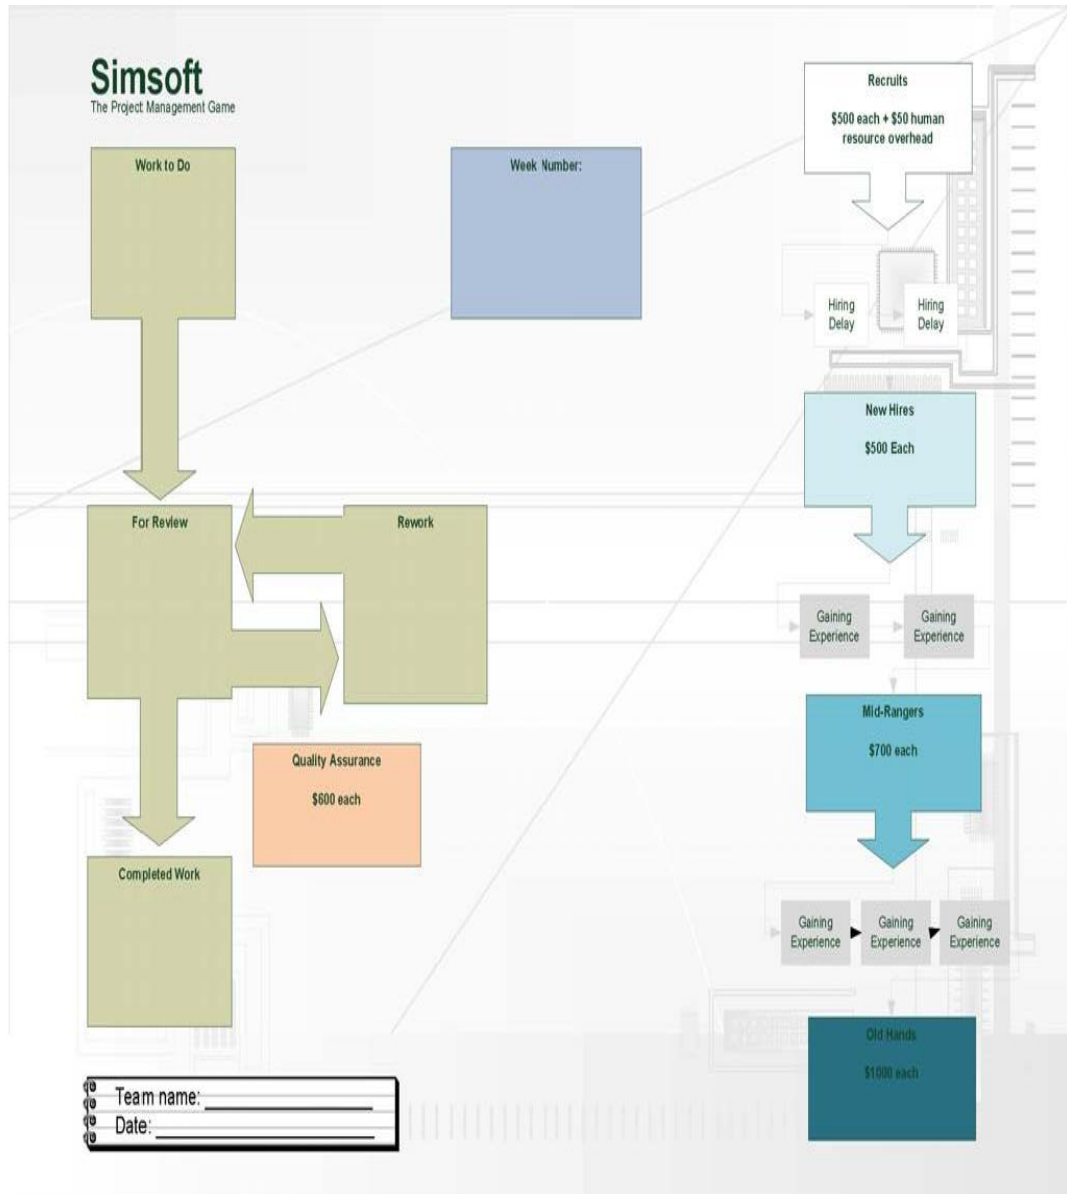 Simsoft
The Project Management Game
Work to Do
Week Number:
Recruits
$500 each + $50 human
resource overhead
Hiring
Delay
Hiring
Delay
New Hires
$500 Each
For Review
Rework
Gaining
Experience
Gaining
Experience
Mid-Rangers
$700 each
Quality Assurance
$600 each
Completed Work
Gaining
Experience
Gaining
Experience
Gaining
Experience
Old Hands
$1000 each
Team name:
Date: